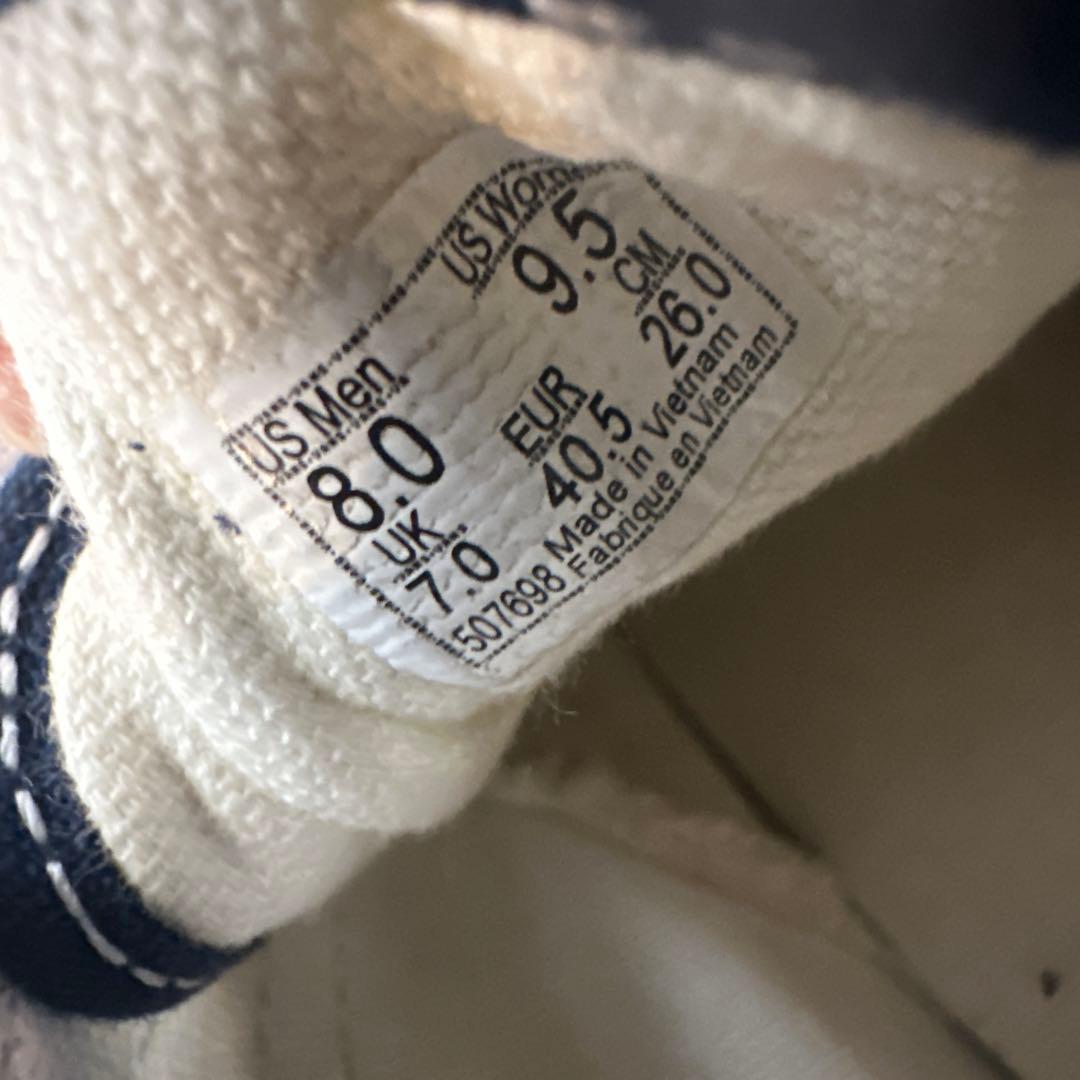 US Men
8.0
UK
7.0
US Women
9.5
EUR
40.5
CM
26.0
507698 Made in Vietnam
Fabrique en Vietnam